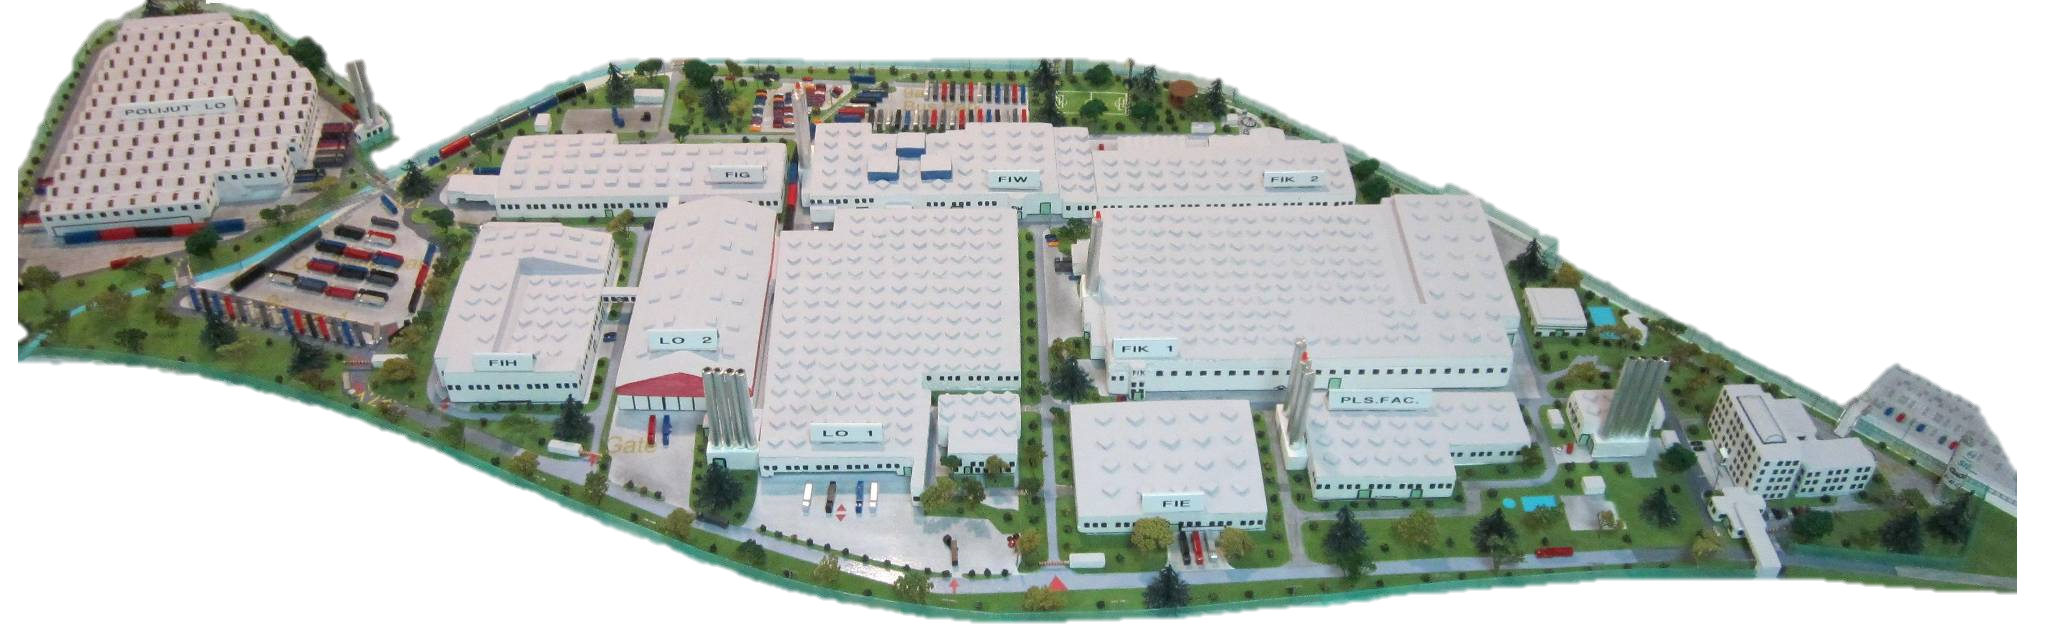 POLIJUT LO
FIG
FIW
FIK 2
FIH
LO 2
FIK 1
LO 1
PLS.FAC.
FIE
Gate